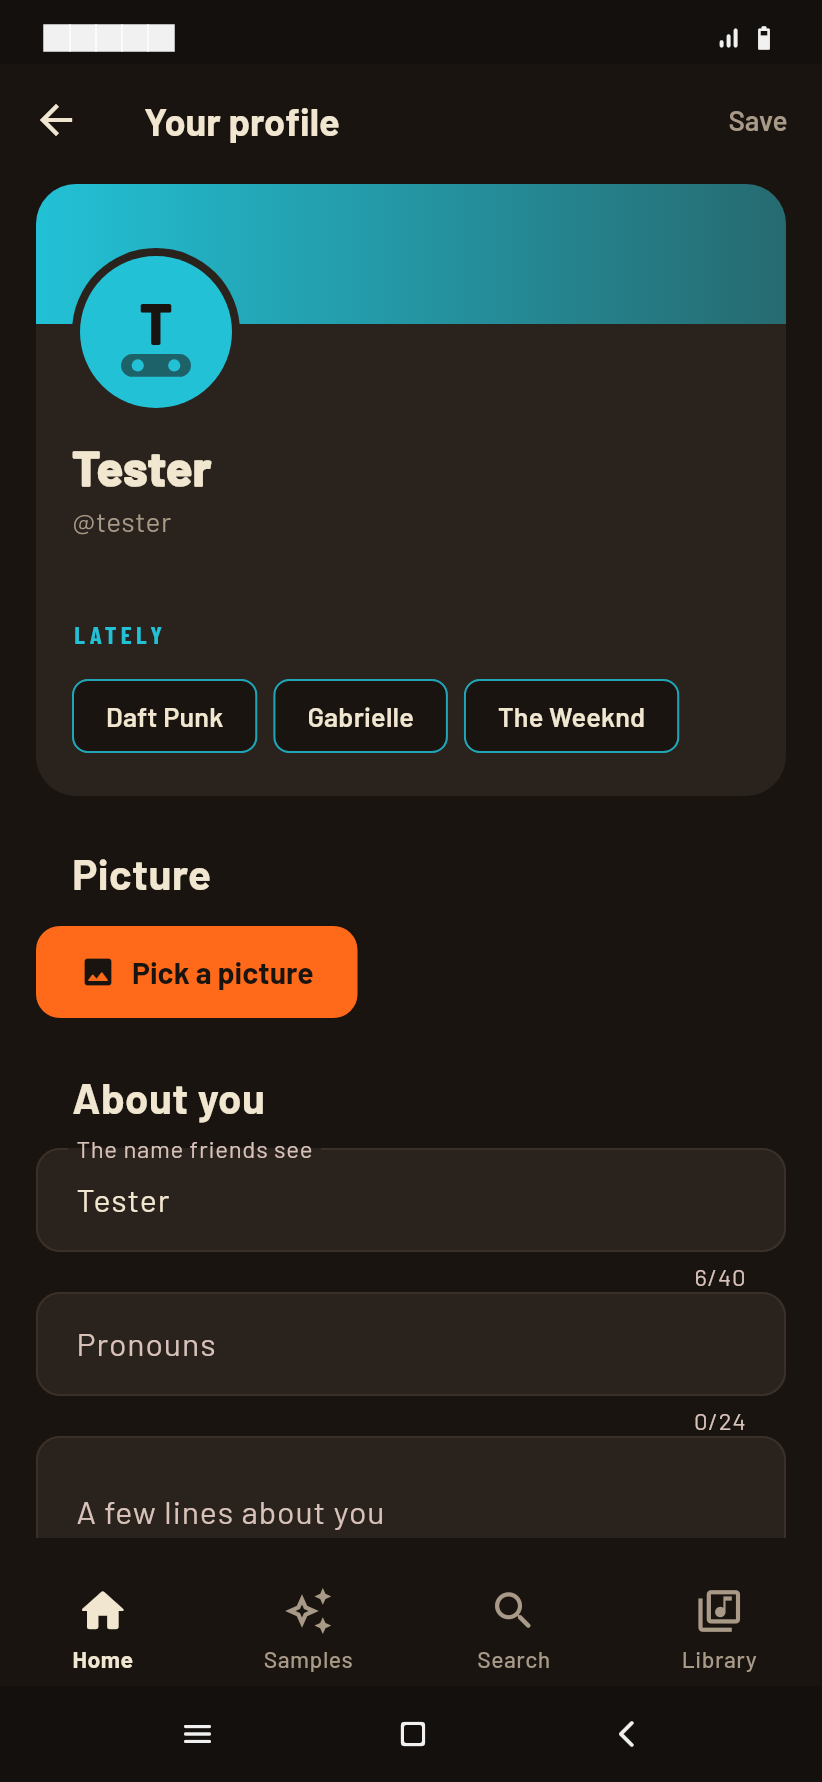 Your profile
Save
T
Tester
@tester
LATELY
Daft Punk
Gabrielle
The Weeknd
Picture
Pick a picture
About you
The name friends see
Tester
6/40
Pronouns
0/24
A few lines about you
Home
Samples
Search
Library